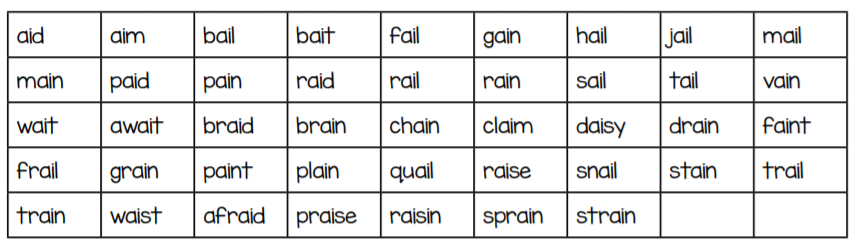 aid aim bail bait fail gain hail jail mail
main paid pain raid rail rain sail tail vain
wait await braid brain chain claim daisy drain faint
frail grain paint plain quail raise snail stain trail
train waist afraid praise raisin sprain strain